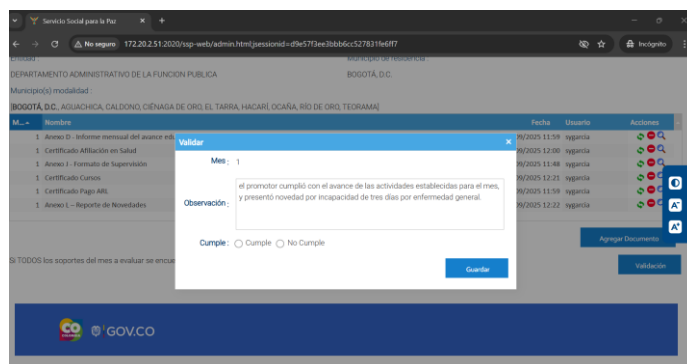 Servicio Social para la Paz
No seguro 172.20.2.51:2020/ssp-web/admin.html;jsessionid=d9e57f3ee3bbb6cc527831fe6ff7
Incógnito
Entidad :
Municipio de residencia :
DEPARTAMENTO ADMINISTRATIVO DE LA FUNCION PUBLICA
BOGOTÁ, D.C.
Municipio(s) modalidad :
[BOGOTÁ, D.C., AGUACHICA, CALDONO, CIÉNAGA DE ORO, EL TARRA, HACARÍ, OCAÑA, RÍO DE ORO, TEORAMA]
M... Nombre Fecha Usuario Acciones
1 Anexo D - Informe mensual del avance edu 09/2025 11:59 sygarcia
1 Certificado Afiliación en Salud 09/2025 12:00 sygarcia
1 Anexo J - Formato de Supervisión 09/2025 11:48 sygarcia
1 Certificado Cursos 09/2025 12:21 sygarcia
1 Certificado Pago ARL 09/2025 11:59 sygarcia
1 Anexo L – Reporte de Novedades 09/2025 12:22 sygarcia
Validar
Mes : 1
Observación :
el promotor cumplió con el avance de las actividades establecidas para el mes,
y presentó novedad por incapacidad de tres días por enfermedad general.
Cumple : Cumple No Cumple
Guardar
Agregar Documento
Si TODOS los soportes del mes a evaluar se encue
Validación
GOV.CO